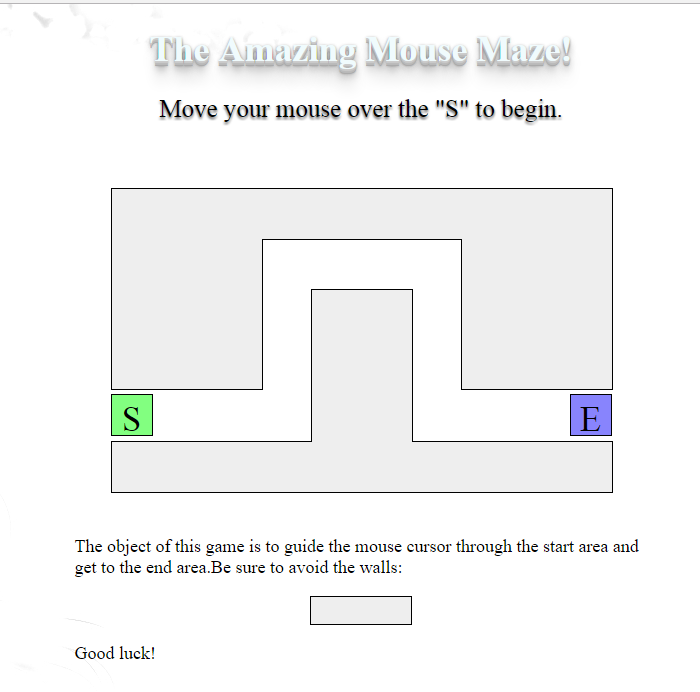 The Amazing Mouse Maze!
Move your mouse over the "S" to begin.
S
E
The object of this game is to guide the mouse cursor through the start area and
get to the end area.Be sure to avoid the walls:
Good luck!